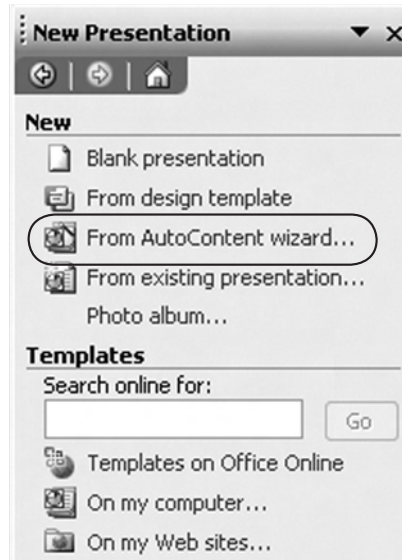 New Presentation
New
Blank presentation
From design template
From AutoContent wizard...
From existing presentation...
Photo album...
Templates
Search online for:
Go
Templates on Office Online
On my computer...
On my Web sites...